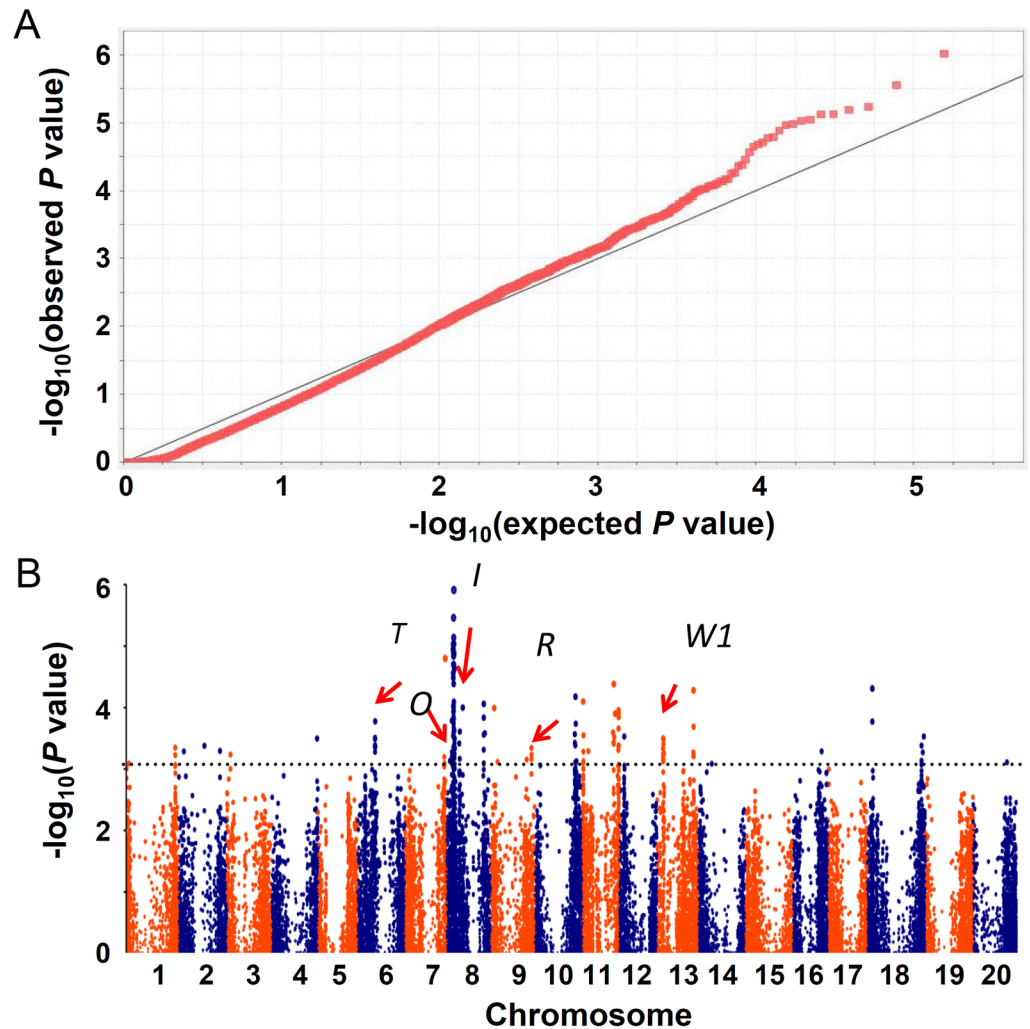 A
-log10(observed P value)
6
5
4
3
2
1
0
0 1 2 3 4 5
-log10(expected P value)
B
-log10(P value)
6
4
2
0
I
T
O
R
W1
1 2 3 4 5 6 7 8 9 10 11 12 13 14 15 16 17 18 19 20
Chromosome